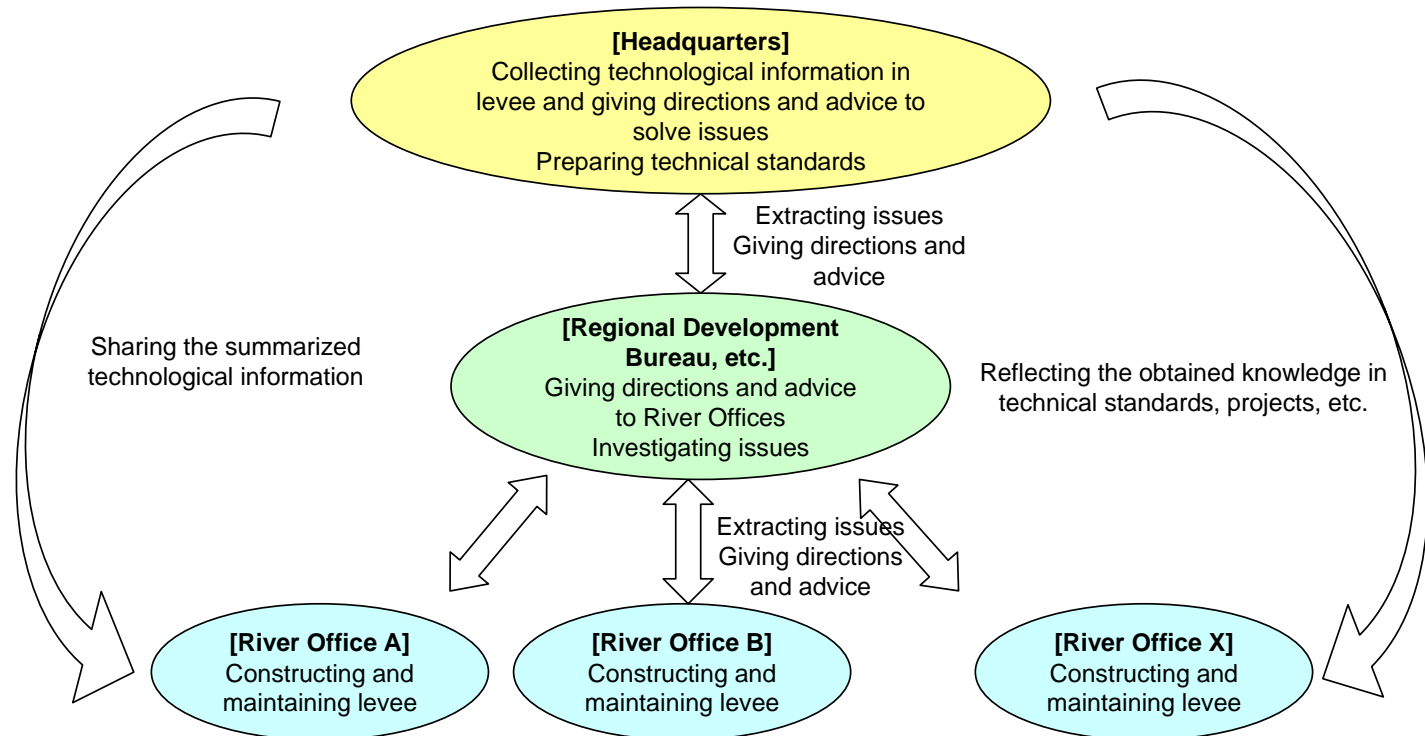 [Headquarters]
Collecting technological information in
levee and giving directions and advice to
solve issues
Preparing technical standards
Extracting issues
Giving directions and
advice
[Regional Development
Bureau, etc.]
Giving directions and advice
to River Offices
Investigating issues
Sharing the summarized
technological information
Reflecting the obtained knowledge in
technical standards, projects, etc.
Extracting issues
Giving directions
and advice
[River Office A]
Constructing and
maintaining levee
[River Office B]
Constructing and
maintaining levee
[River Office X]
Constructing and
maintaining levee